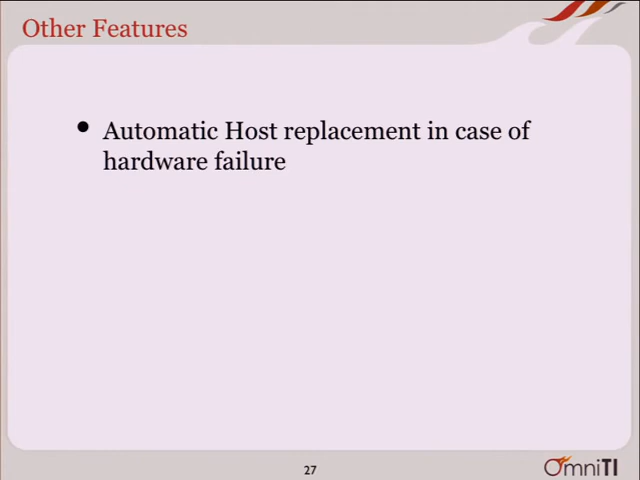 Other Features
• Automatic Host replacement in case of
hardware failure
27
OmniTI